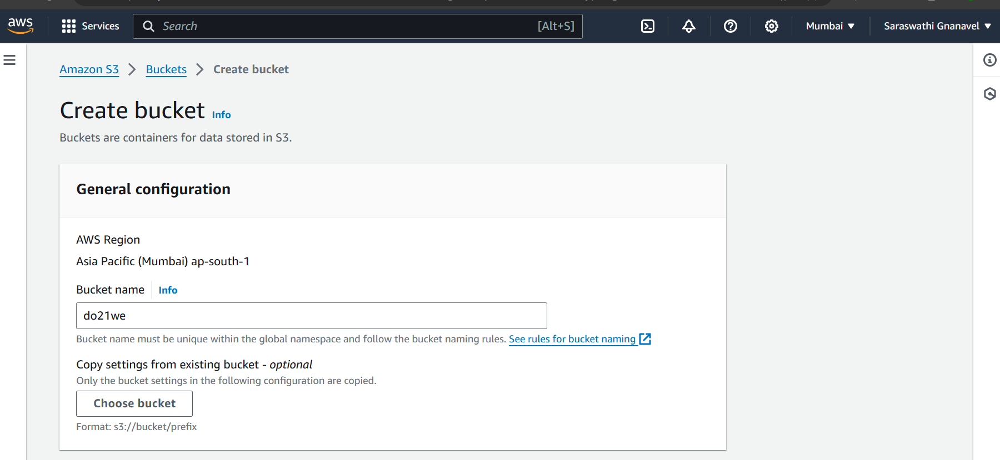 aws Services Search [Alt+S] Mumbai Saraswathi Gnanavel
Amazon S3 Buckets Create bucket
Create bucket Info
Buckets are containers for data stored in S3.
General configuration
AWS Region
Asia Pacific (Mumbai) ap-south-1
Bucket name Info
do21we
Bucket name must be unique within the global namespace and follow the bucket naming rules. See rules for bucket naming
Copy settings from existing bucket - optional
Only the bucket settings in the following configuration are copied.
Choose bucket
Format: s3://bucket/prefix